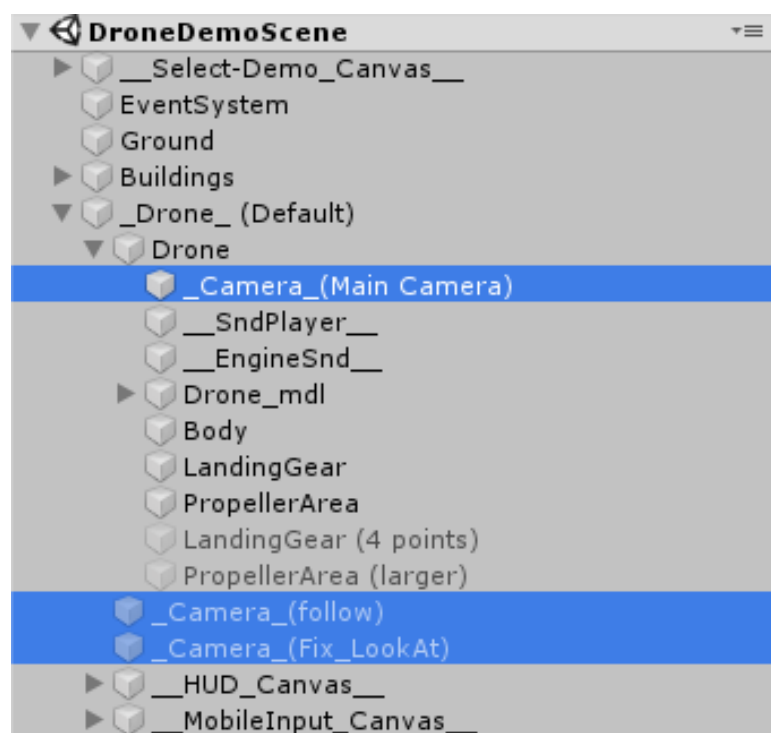 DroneDemoScene
__Select-Demo_Canvas__
EventSystem
Ground
Buildings
_Drone_ (Default)
Drone
_Camera_(Main Camera)
__SndPlayer__
__EngineSnd__
Drone_mdl
Body
LandingGear
PropellerArea
LandingGear (4 points)
PropellerArea (larger)
_Camera_(follow)
_Camera_(Fix_LookAt)
__HUD_Canvas__
__MobileInput_Canvas__